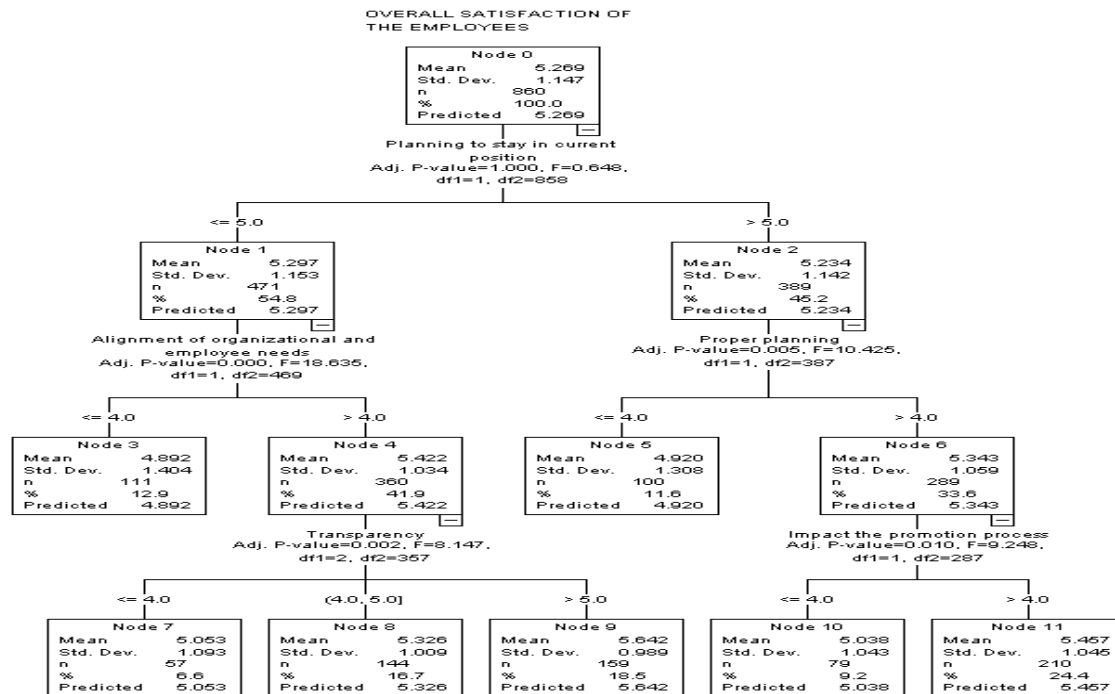 OVERALL SATISFACTION OF
THE EMPLOYEES
Node 0
Mean 5.269
Std. Dev. 1.147
n 860
% 100.0
Predicted 5.269
Planning to stay in current
position
Adj. P-value=1.000, F=0.648,
df1=1, df2=858
<= 5.0
> 5.0
Node 1
Mean 5.297
Std. Dev. 1.153
n 471
% 54.8
Predicted 5.297
Node 2
Mean 5.234
Std. Dev. 1.142
n 389
% 45.2
Predicted 5.234
Alignment of organizational and
employee needs
Adj. P-value=0.000, F=18.635,
df1=1, df2=469
Proper planning
Adj. P-value=0.005, F=10.425,
df1=1, df2=387
<= 4.0
> 4.0
<= 4.0
> 4.0
Node 3
Mean 4.892
Std. Dev. 1.404
n 111
% 12.9
Predicted 4.892
Node 4
Mean 5.422
Std. Dev. 1.034
n 360
% 41.9
Predicted 5.422
Node 5
Mean 4.920
Std. Dev. 1.308
n 100
% 11.6
Predicted 4.920
Node 6
Mean 5.343
Std. Dev. 1.059
n 289
% 33.6
Predicted 5.343
Transparency
Adj. P-value=0.002, F=8.147,
df1=2, df2=357
Impact the promotion process
Adj. P-value=0.010, F=9.248,
df1=1, df2=287
<= 4.0
(4.0, 5.0]
> 5.0
<= 4.0
> 4.0
Node 7
Mean 5.053
Std. Dev. 1.093
n 57
% 6.6
Predicted 5.053
Node 8
Mean 5.326
Std. Dev. 1.009
n 144
% 16.7
Predicted 5.326
Node 9
Mean 5.642
Std. Dev. 0.989
n 159
% 18.5
Predicted 5.642
Node 10
Mean 5.038
Std. Dev. 1.043
n 79
% 9.2
Predicted 5.038
Node 11
Mean 5.457
Std. Dev. 1.045
n 210
% 24.4
Predicted 5.457